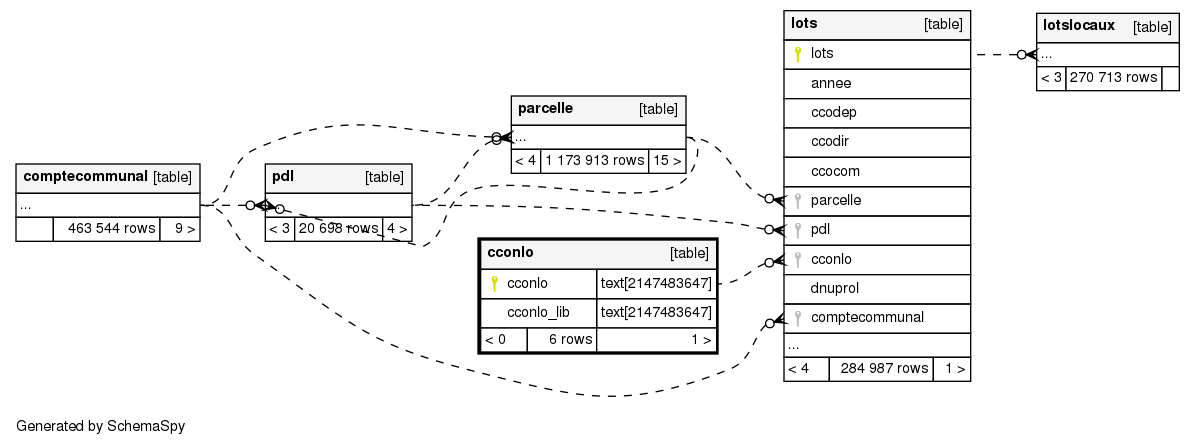 comptecommunal [table]
...
463 544 rows 9 >
pdl [table]
...
< 3 20 698 rows 4 >
parcelle [table]
...
< 4 1 173 913 rows 15 >
cconlo [table]
cconlo text[2147483647]
cconlo_lib text[2147483647]
< 0 6 rows 1 >
lots [table]
lots
annee
ccodep
ccodir
ccocom
parcelle
pdl
cconlo
dnuprol
comptecommunal
...
< 4 284 987 rows 1 >
lotslocaux [table]
...
< 3 270 713 rows
Generated by SchemaSpy